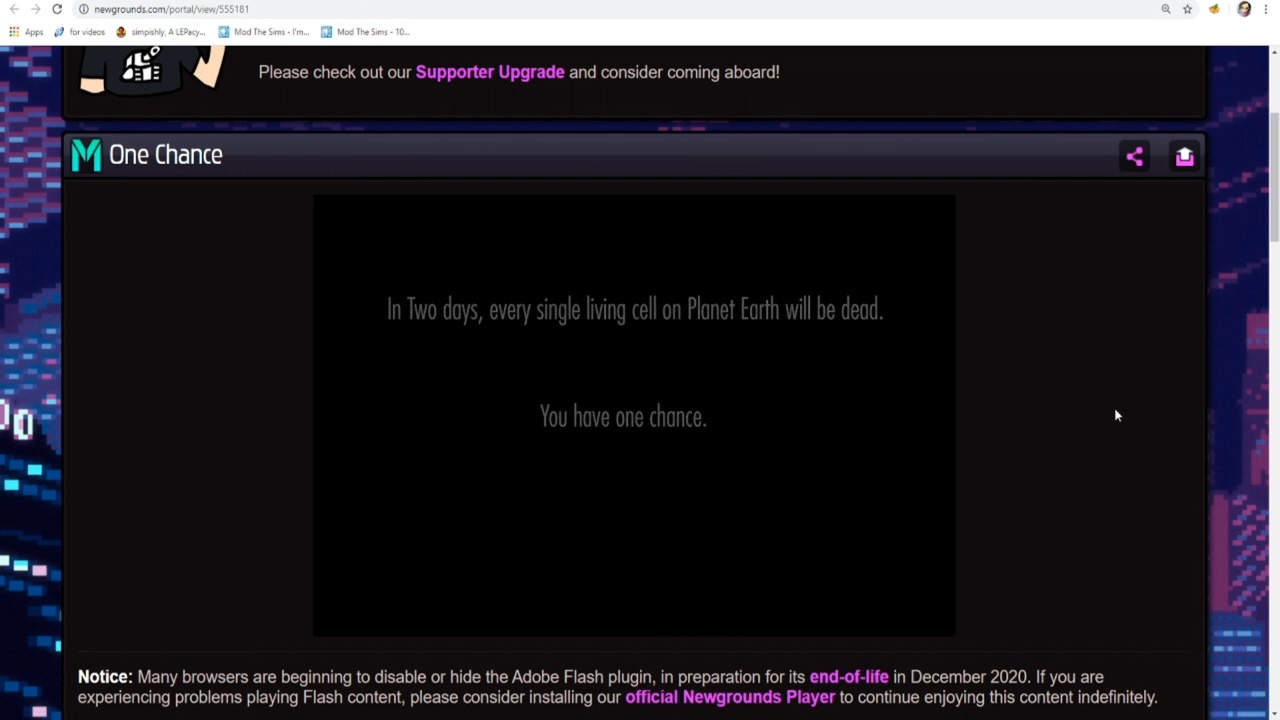 newgrounds.com/portal/view/555181
Apps for videos simpishly, A LEPacy... Mod The Sims - I'm... Mod The Sims - 10...
Please check out our Supporter Upgrade and consider coming aboard!
One Chance
In Two days, every single living cell on Planet Earth will be dead.
You have one chance.
Notice: Many browsers are beginning to disable or hide the Adobe Flash plugin, in preparation for its end-of-life in December 2020. If you are
experiencing problems playing Flash content, please consider installing our official Newgrounds Player to continue enjoying this content indefinitely.